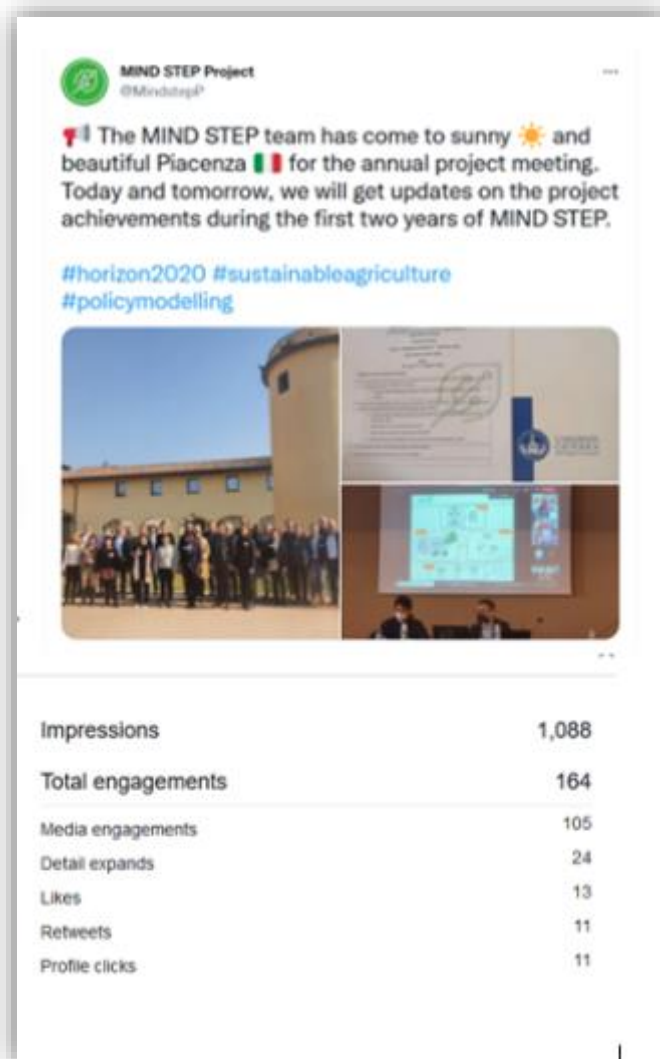 MIND STEP Project
@MindstepP
📢 The MIND STEP team has come to sunny ☀️ and
beautiful Piacenza 🇮🇹 for the annual project meeting.
Today and tomorrow, we will get updates on the project
achievements during the first two years of MIND STEP.
#horizon2020 #sustainableagriculture
#policymodelling
Impressions 1,088
Total engagements 164
Media engagements 105
Detail expands 24
Likes 13
Retweets 11
Profile clicks 11